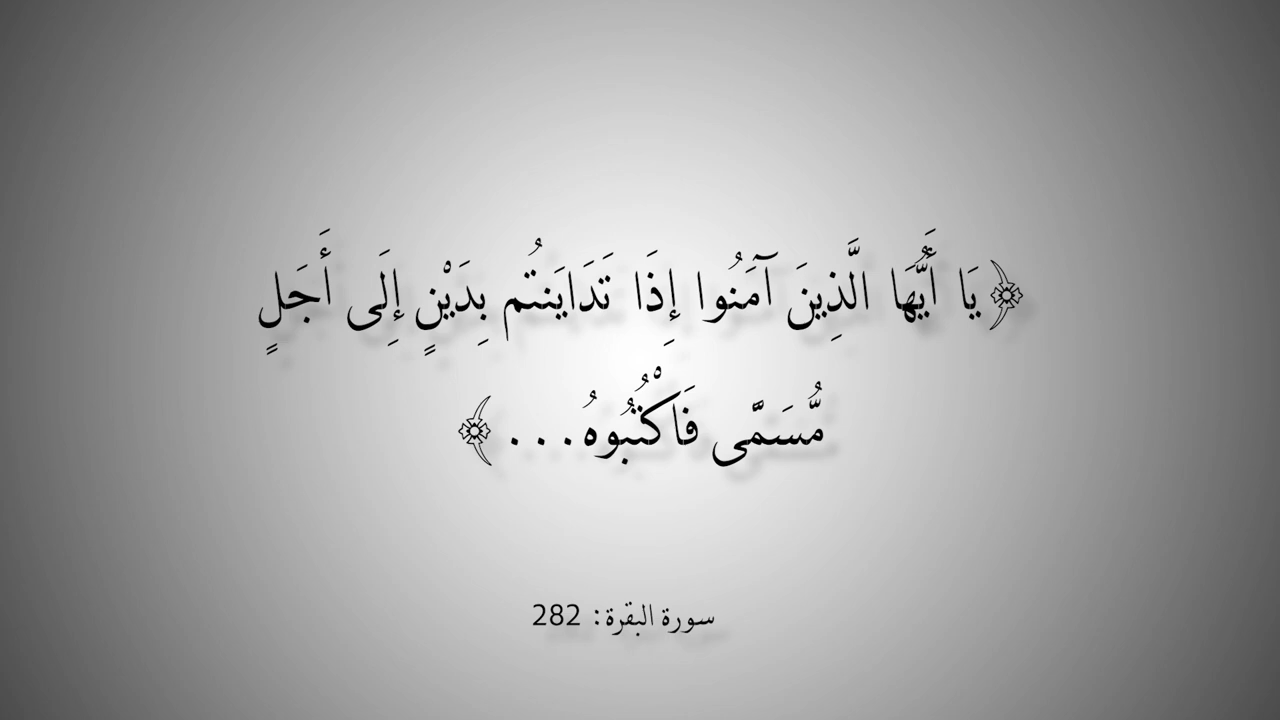 ﴿يَا أَيُّهَا الَّذِينَ آمَنُوا إِذَا تَدَايَنتُم بِدَيْنٍ إِلَى أَجَلٍ
مُّسَمًّى فَاكْتُبُوهُ...﴾
سورة البقرة: 282